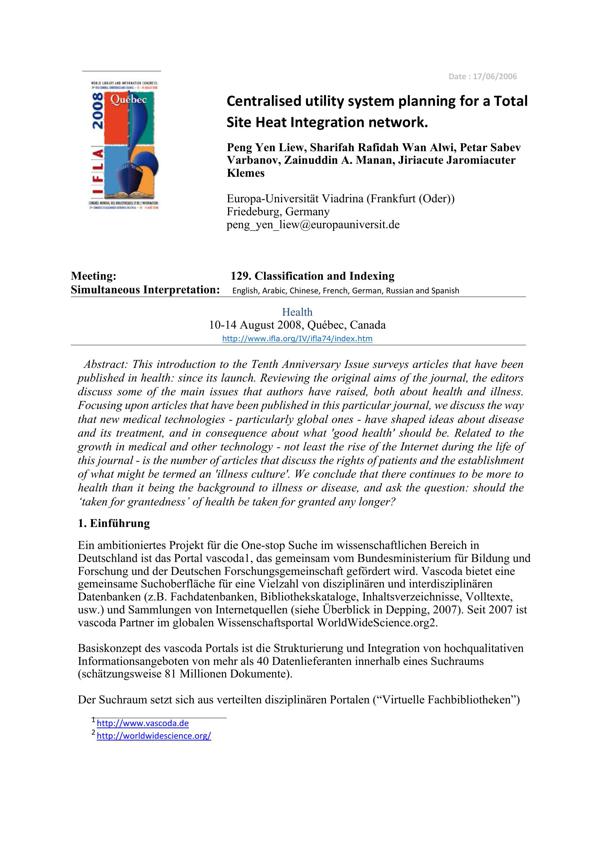 Date : 17/06/2006
WORLD LIBRARY AND INFORMATION CONGRESS:
IFLA 2008
Québec
Centralised utility system planning for a Total
Site Heat Integration network.
Peng Yen Liew, Sharifah Rafidah Wan Alwi, Petar Sabev
Varbanov, Zainuddin A. Manan, Jiriacute Jaromiacuter
Klemes
Europa-Universität Viadrina (Frankfurt (Oder))
Friedeburg, Germany
peng_yen_liew@europauniversit.de
Meeting: 129. Classification and Indexing
Simultaneous Interpretation: English, Arabic, Chinese, French, German, Russian and Spanish
Health
10-14 August 2008, Québec, Canada
http://www.ifla.org/IV/ifla74/index.htm
Abstract: This introduction to the Tenth Anniversary Issue surveys articles that have been
published in health: since its launch. Reviewing the original aims of the journal, the editors
discuss some of the main issues that authors have raised, both about health and illness.
Focusing upon articles that have been published in this particular journal, we discuss the way
that new medical technologies - particularly global ones - have shaped ideas about disease
and its treatment, and in consequence about what 'good health' should be. Related to the
growth in medical and other technology - not least the rise of the Internet during the life of
this journal - is the number of articles that discuss the rights of patients and the establishment
of what might be termed an 'illness culture'. We conclude that there continues to be more to
health than it being the background to illness or disease, and ask the question: should the
‘taken for grantedness’ of health be taken for granted any longer?
1. Einführung
Ein ambitioniertes Projekt für die One-stop Suche im wissenschaftlichen Bereich in
Deutschland ist das Portal vascoda1, das gemeinsam vom Bundesministerium für Bildung und
Forschung und der Deutschen Forschungsgemeinschaft gefördert wird. Vascoda bietet eine
gemeinsame Suchoberfläche für eine Vielzahl von disziplinären und interdisziplinären
Datenbanken (z.B. Fachdatenbanken, Bibliothekskataloge, Inhaltsverzeichnisse, Volltexte,
usw.) und Sammlungen von Internetquellen (siehe Überblick in Depping, 2007). Seit 2007 ist
vascoda Partner im globalen Wissenschaftsportal WorldWideScience.org2.
Basiskonzept des vascoda Portals ist die Strukturierung und Integration von hochqualitativen
Informationsangeboten von mehr als 40 Datenlieferanten innerhalb eines Suchraums
(schätzungsweise 81 Millionen Dokumente).
Der Suchraum setzt sich aus verteilten disziplinären Portalen (“Virtuelle Fachbibliotheken”)
1 http://www.vascoda.de
2 http://worldwidescience.org/